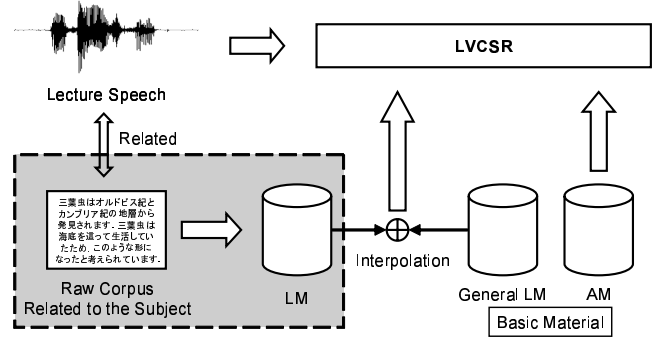 LVCSR
Lecture Speech
Related
三葉虫はオルドビス紀と
カンブリア紀の地層から
発見されます. 三葉虫は
海底を這って生活してい
たため, このような形に
なったと考えられています.
Raw Corpus
Related to the Subject
LM
Interpolation
General LM
AM
Basic Material